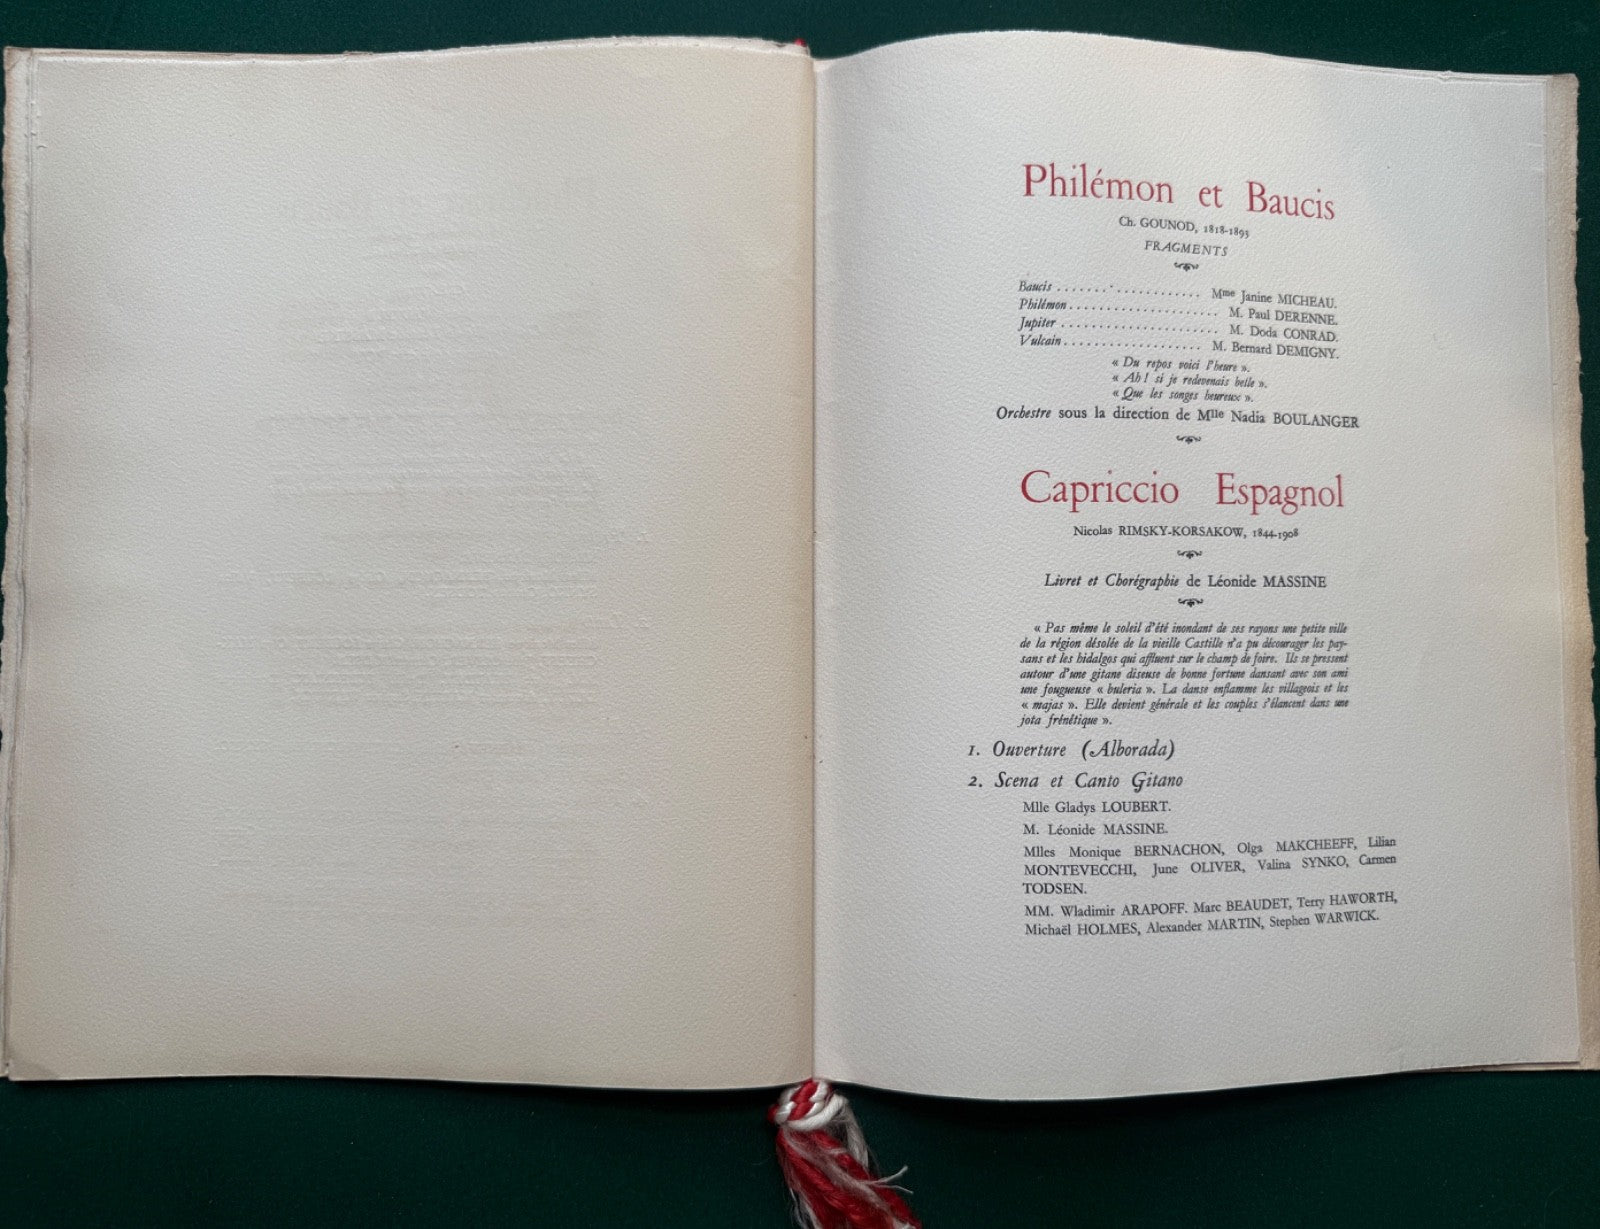 Philémon et Baucis
Ch. GOUNOD, 1818-1893
FRAGMENTS
Baucis . . . . . . . . . . . . . . . . . . . . Mme Janine MICHEAU.
Philémon . . . . . . . . . . . . . . . . . . . . M. Paul DERENNE.
Jupiter . . . . . . . . . . . . . . . . . . . . . M. Doda CONRAD.
Vulcain . . . . . . . . . . . . . . . . . . . M. Bernard DEMIGNY.
« Du repos voici l'heure ».
« Ah ! si je redevenais belle ».
« Que les songes heureux ».
Orchestre sous la direction de Mlle Nadia BOULANGER
Capriccio Espagnol
Nicolas RIMSKY-KORSAKOW, 1844-1908
Livret et Chorégraphie de Léonide MASSINE
« Pas même le soleil d'été inondant de ses rayons une petite ville
de la région désolée de la vieille Castille n'a pu décourager les pay-
sans et les hidalgos qui affluent sur le champ de foire. Ils se pressent
autour d'une gitane diseuse de bonne fortune dansant avec son ami
une fougueuse « buleria ». La danse enflamme les villageois et les
« majas ». Elle devient générale et les couples s'élancent dans une
jota frénétique ».
1. Ouverture (Alborada)
2. Scena et Canto Gitano
Mlle Gladys LOUBERT.
M. Léonide MASSINE.
Mlles Monique BERNACHON, Olga MAKCHEEFF, Lilian
MONTEVECCHI, June OLIVER, Valina SYNKO, Carmen
TODSEN.
MM. Wladimir ARAPOFF. Marc BEAUDET, Terry HAWORTH,
Michaël HOLMES, Alexander MARTIN, Stephen WARWICK.